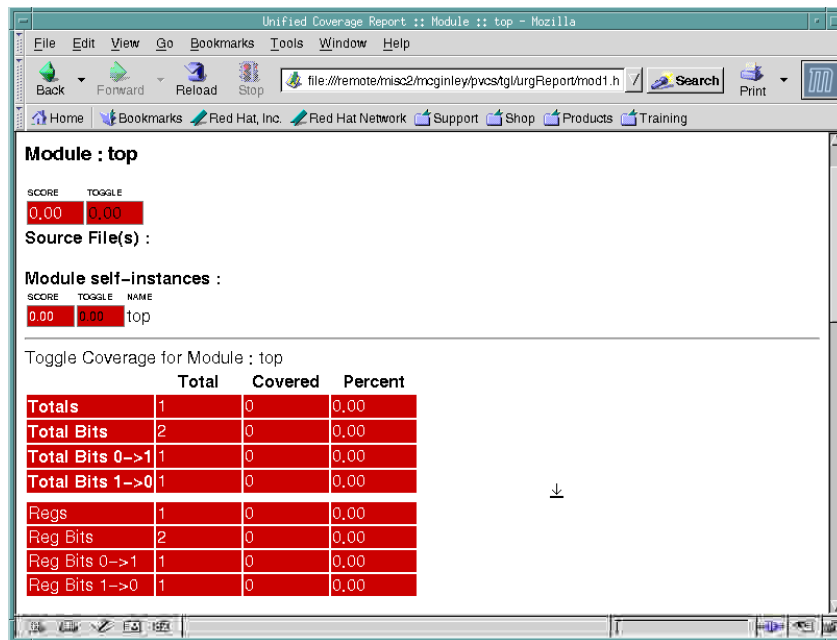 Unified Coverage Report :: Module :: top - Mozilla
File Edit View Go Bookmarks Tools Window Help
Back Forward Reload Stop file:///remote/misc2/mcginley/pvcs/tgl/urgReport/mod1.h Search Print
Home Bookmarks Red Hat, Inc. Red Hat Network Support Shop Products Training
Module : top
SCORE TOGGLE
0.00 0.00
Source File(s) :
Module self-instances :
SCORE TOGGLE NAME
0.00 0.00 top
Toggle Coverage for Module : top
Total Covered Percent
Totals 1 0 0.00
Total Bits 2 0 0.00
Total Bits 0->1 1 0 0.00
Total Bits 1->0 1 0 0.00
Regs 1 0 0.00
Reg Bits 2 0 0.00
Reg Bits 0->1 1 0 0.00
Reg Bits 1->0 1 0 0.00